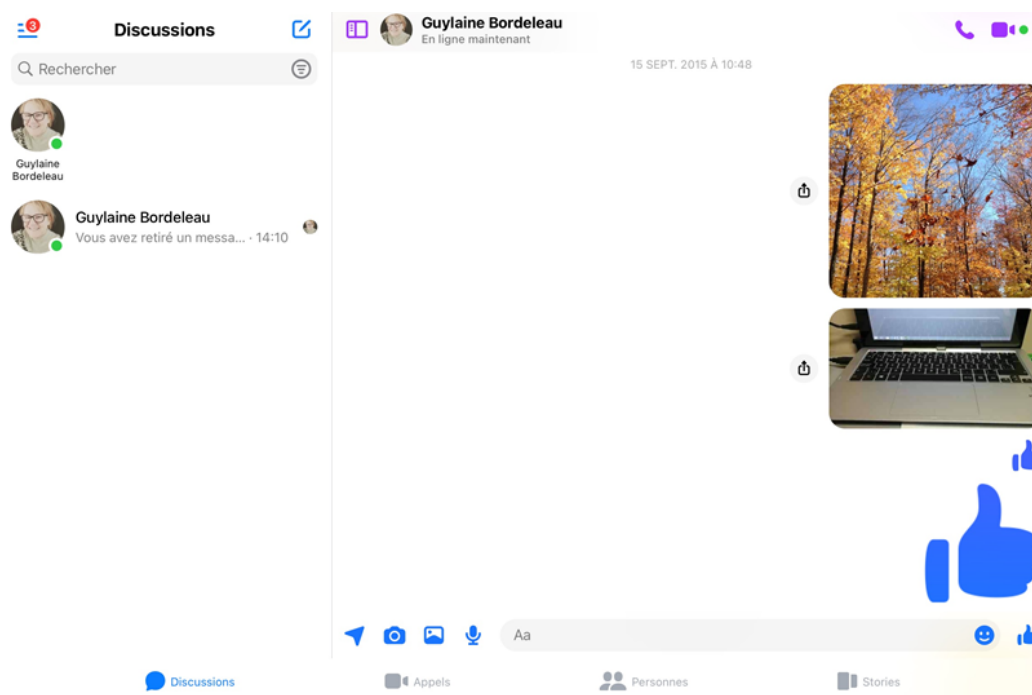 3
Discussions
Rechercher
Guylaine
Bordeleau
Guylaine Bordeleau
Vous avez retiré un messa... · 14:10
Guylaine Bordeleau
En ligne maintenant
15 SEPT. 2015 À 10:48
Aa
Discussions
Appels
Personnes
Stories